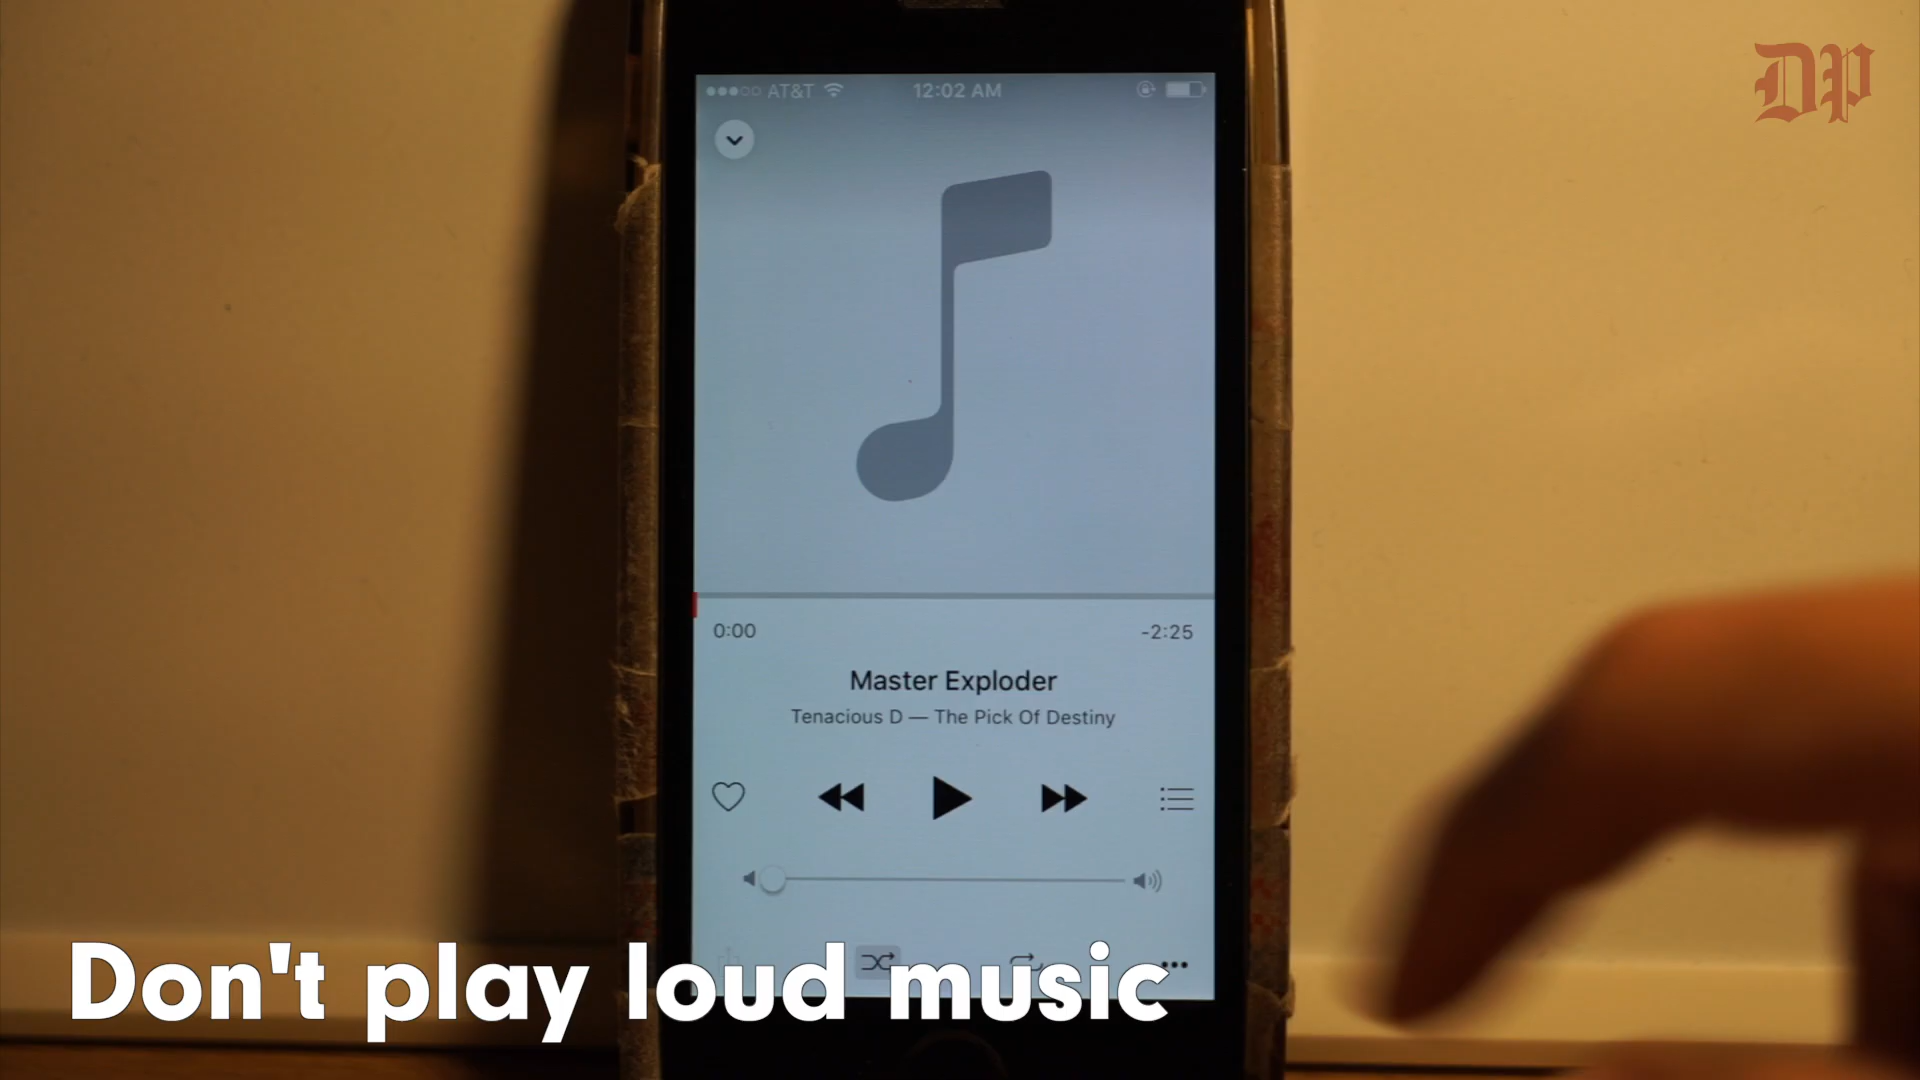 AT&T 12:02 AM
DP
0:00 -2:25
Master Exploder
Tenacious D — The Pick Of Destiny
Don't play loud music